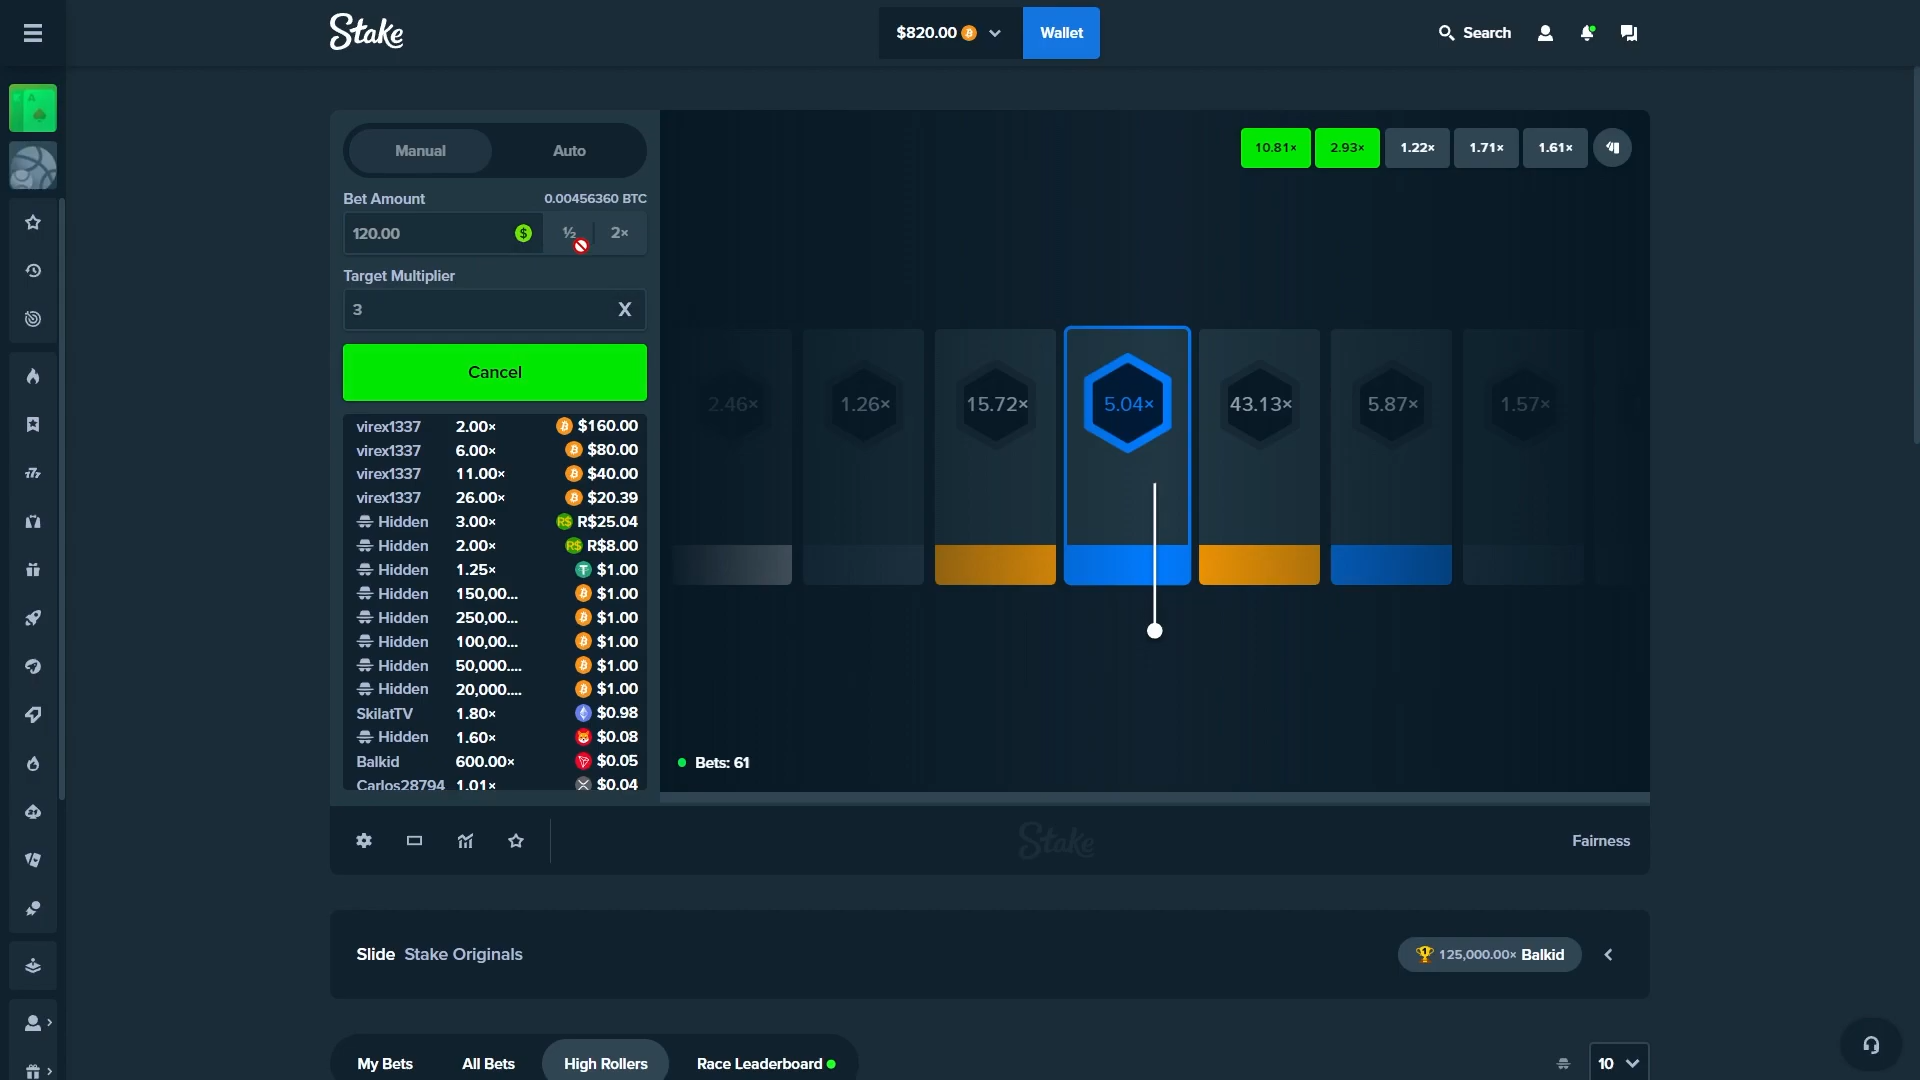 Stake
$820.00
Wallet
Search
Manual
Auto
10.81×
2.93×
1.22×
1.71×
1.61×
Bet Amount
0.00456360 BTC
120.00
$
½
2×
Target Multiplier
3
X
Cancel
2.46×
1.26×
15.72×
5.04×
43.13×
5.87×
1.57×
virex1337 2.00× $160.00
virex1337 6.00× $80.00
virex1337 11.00× $40.00
virex1337 26.00× $20.39
Hidden 3.00× R$ R$25.04
Hidden 2.00× R$ R$8.00
Hidden 1.25× $1.00
Hidden 150,00... $1.00
Hidden 250,00... $1.00
Hidden 100,00... $1.00
Hidden 50,000.... $1.00
Hidden 20,000.... $1.00
SkilatTV 1.80× $0.98
Hidden 1.60× $0.08
Balkid 600.00× $0.05
Carlos28794 1.01× $0.04
Bets: 61
Stake
Fairness
Slide Stake Originals
125,000.00× Balkid
My Bets
All Bets
High Rollers
Race Leaderboard
10